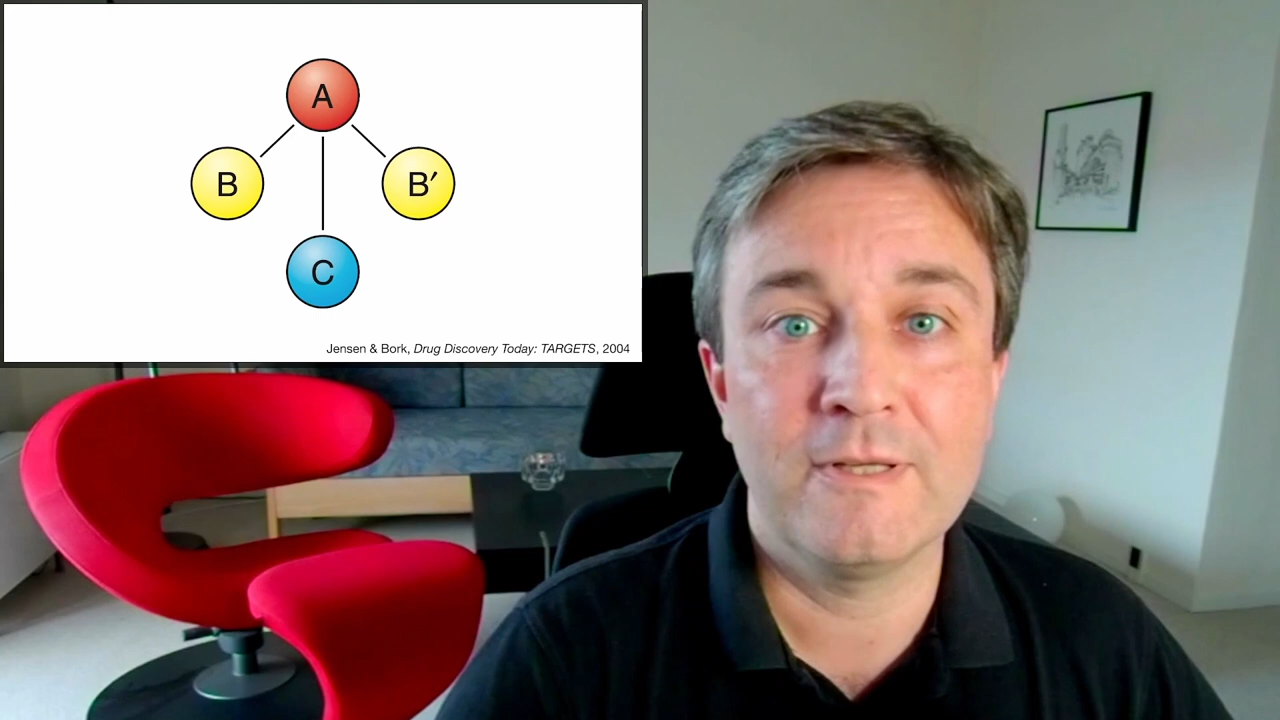 A
B B′
C
Jensen & Bork, Drug Discovery Today: TARGETS, 2004